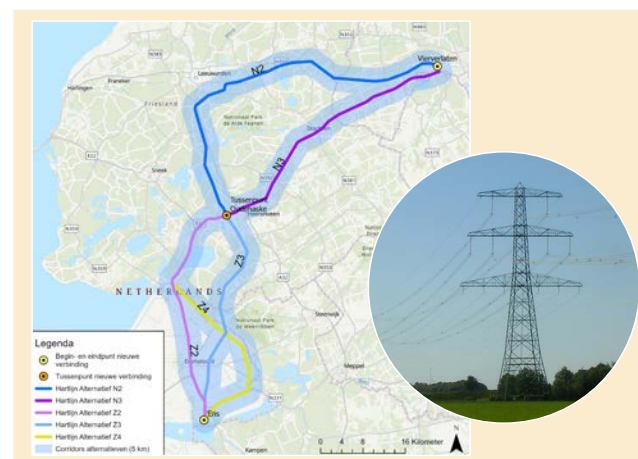 Vierverlaten
N2
Leeuwarden
Franeker
Harlingen
Friesland
Nationaal Park
de Alde Feanen
Drachten
N3
Sneek
Tussenpunt
Oudehaske
Heerenveen
Z3
NETHERLANDS
Z4
Nationaal Park
de Weerribben
Steenwijk
Z2
Emmeloord
Meppel
Ens
Kampen
Legenda
Begin- en eindpunt nieuwe
verbinding
Tussenpunt nieuwe verbinding
Hartlijn Alternatief N2
Hartlijn Alternatief N3
Hartlijn Alternatief Z2
Hartlijn Alternatief Z3
Hartlijn Alternatief Z4
Corridors alternatieven (5 km)
0 4 8 16 Kilometer
N